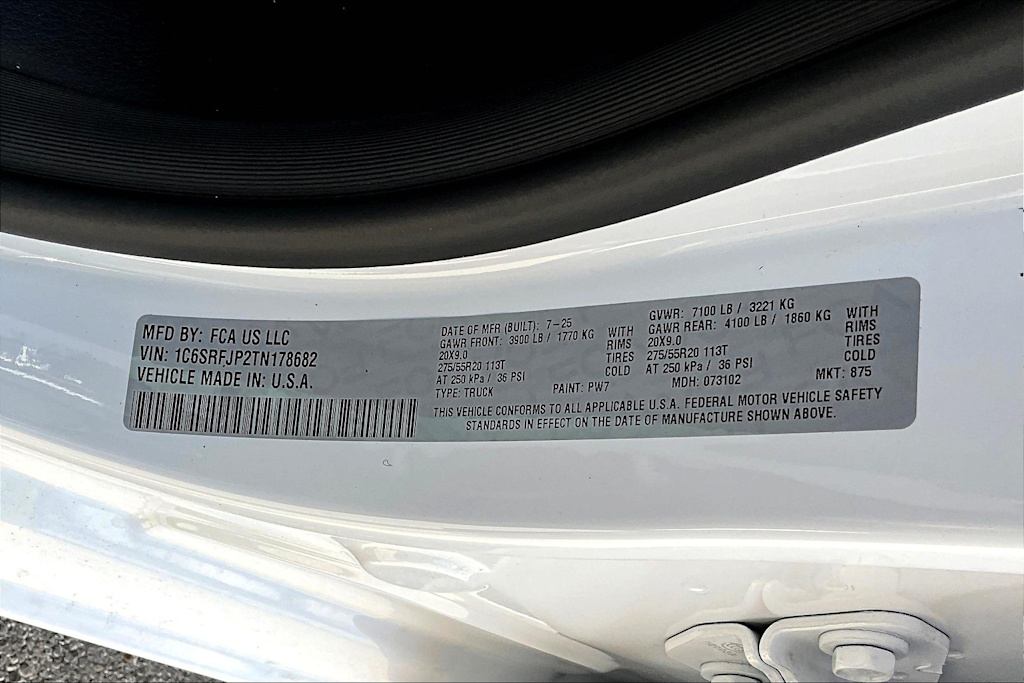 MFD BY: FCA US LLC
VIN: 1C6SRFJP2TN178682
VEHICLE MADE IN: U.S.A.
DATE OF MFR (BUILT): 7-25
GAWR FRONT: 3900 LB / 1770 KG WITH
20X9.0 RIMS
275/55R20 113T TIRES
AT 250 kPa / 36 PSI COLD
TYPE: TRUCK PAINT: PW7
GVWR: 7100 LB / 3221 KG
GAWR REAR: 4100 LB / 1860 KG WITH
20X9.0 RIMS
275/55R20 113T TIRES
AT 250 kPa / 36 PSI COLD
MDH: 073102 MKT: 875
THIS VEHICLE CONFORMS TO ALL APPLICABLE U.S.A. FEDERAL MOTOR VEHICLE SAFETY
STANDARDS IN EFFECT ON THE DATE OF MANUFACTURE SHOWN ABOVE.